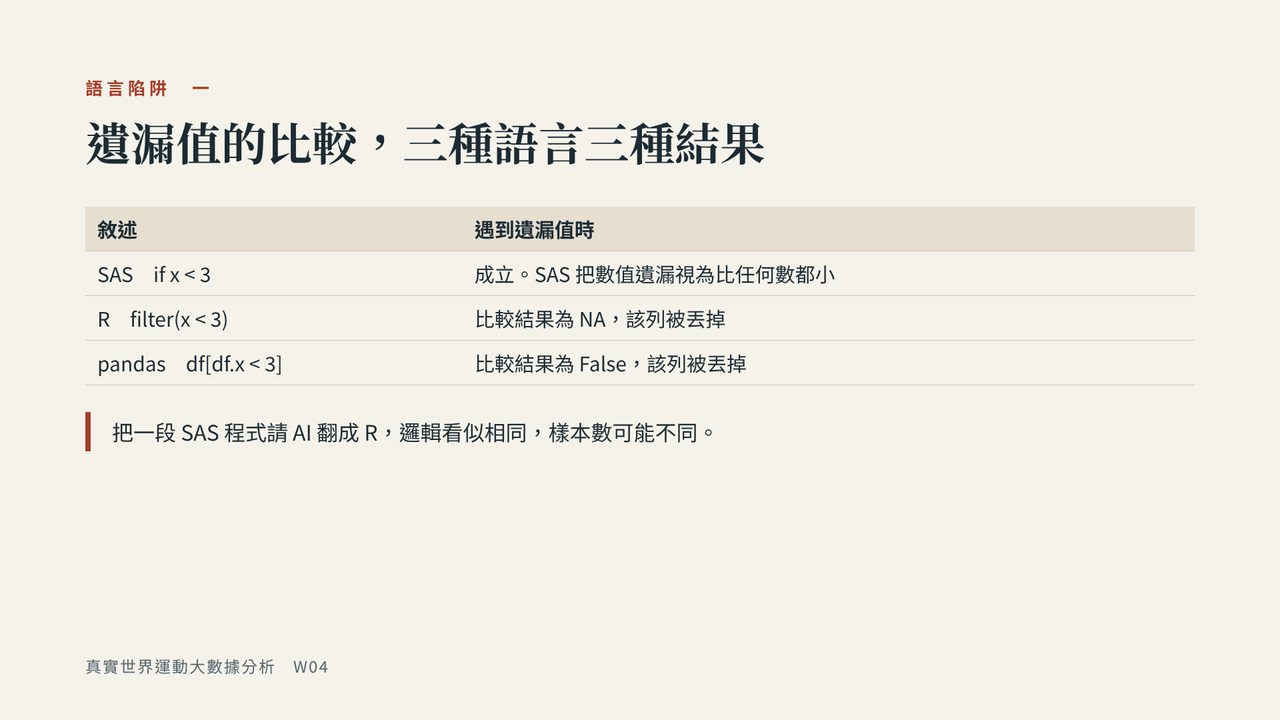 語言陷阱　一
遺漏值的比較，三種語言三種結果
敘述　遇到遺漏值時
SAS　if x < 3　成立。SAS 把數值遺漏視為比任何數都小
R　filter(x < 3)　比較結果為 NA，該列被丟掉
pandas　df[df.x < 3]　比較結果為 False，該列被丟掉
把一段 SAS 程式請 AI 翻成 R，邏輯看似相同，樣本數可能不同。
真實世界運動大數據分析　W04